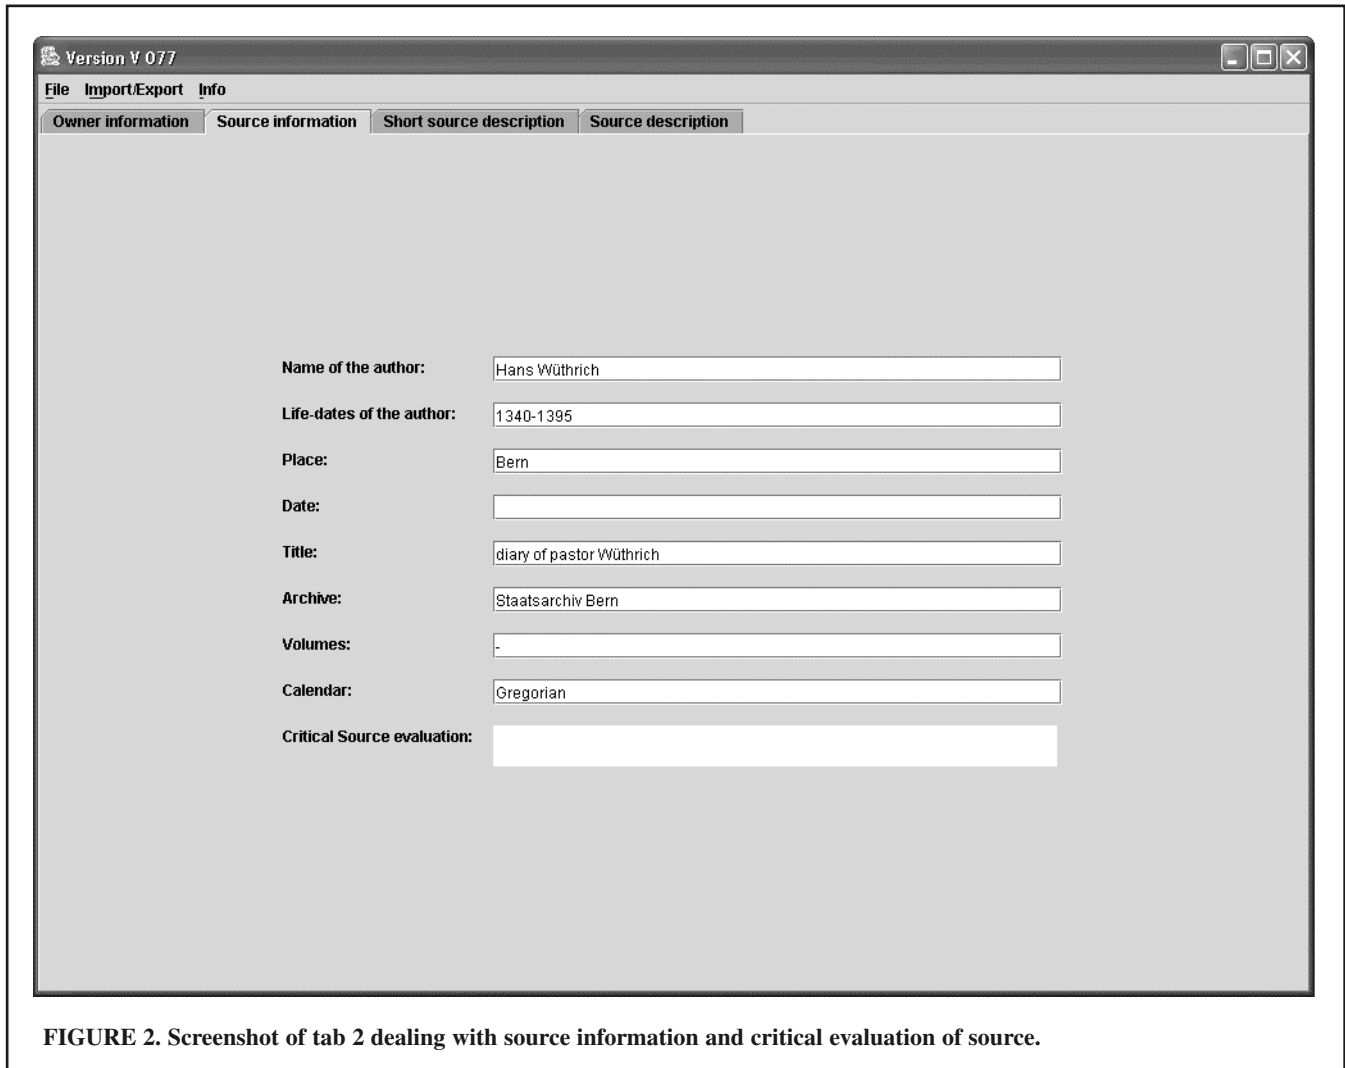 Version V 077
File Import/Export Info
Owner information Source information Short source description Source description
Name of the author: Hans Wüthrich
Life-dates of the author: 1340-1395
Place: Bern
Date:
Title: diary of pastor Wüthrich
Archive: Staatsarchiv Bern
Volumes: -
Calendar: Gregorian
Critical Source evaluation:
FIGURE 2. Screenshot of tab 2 dealing with source information and critical evaluation of source.